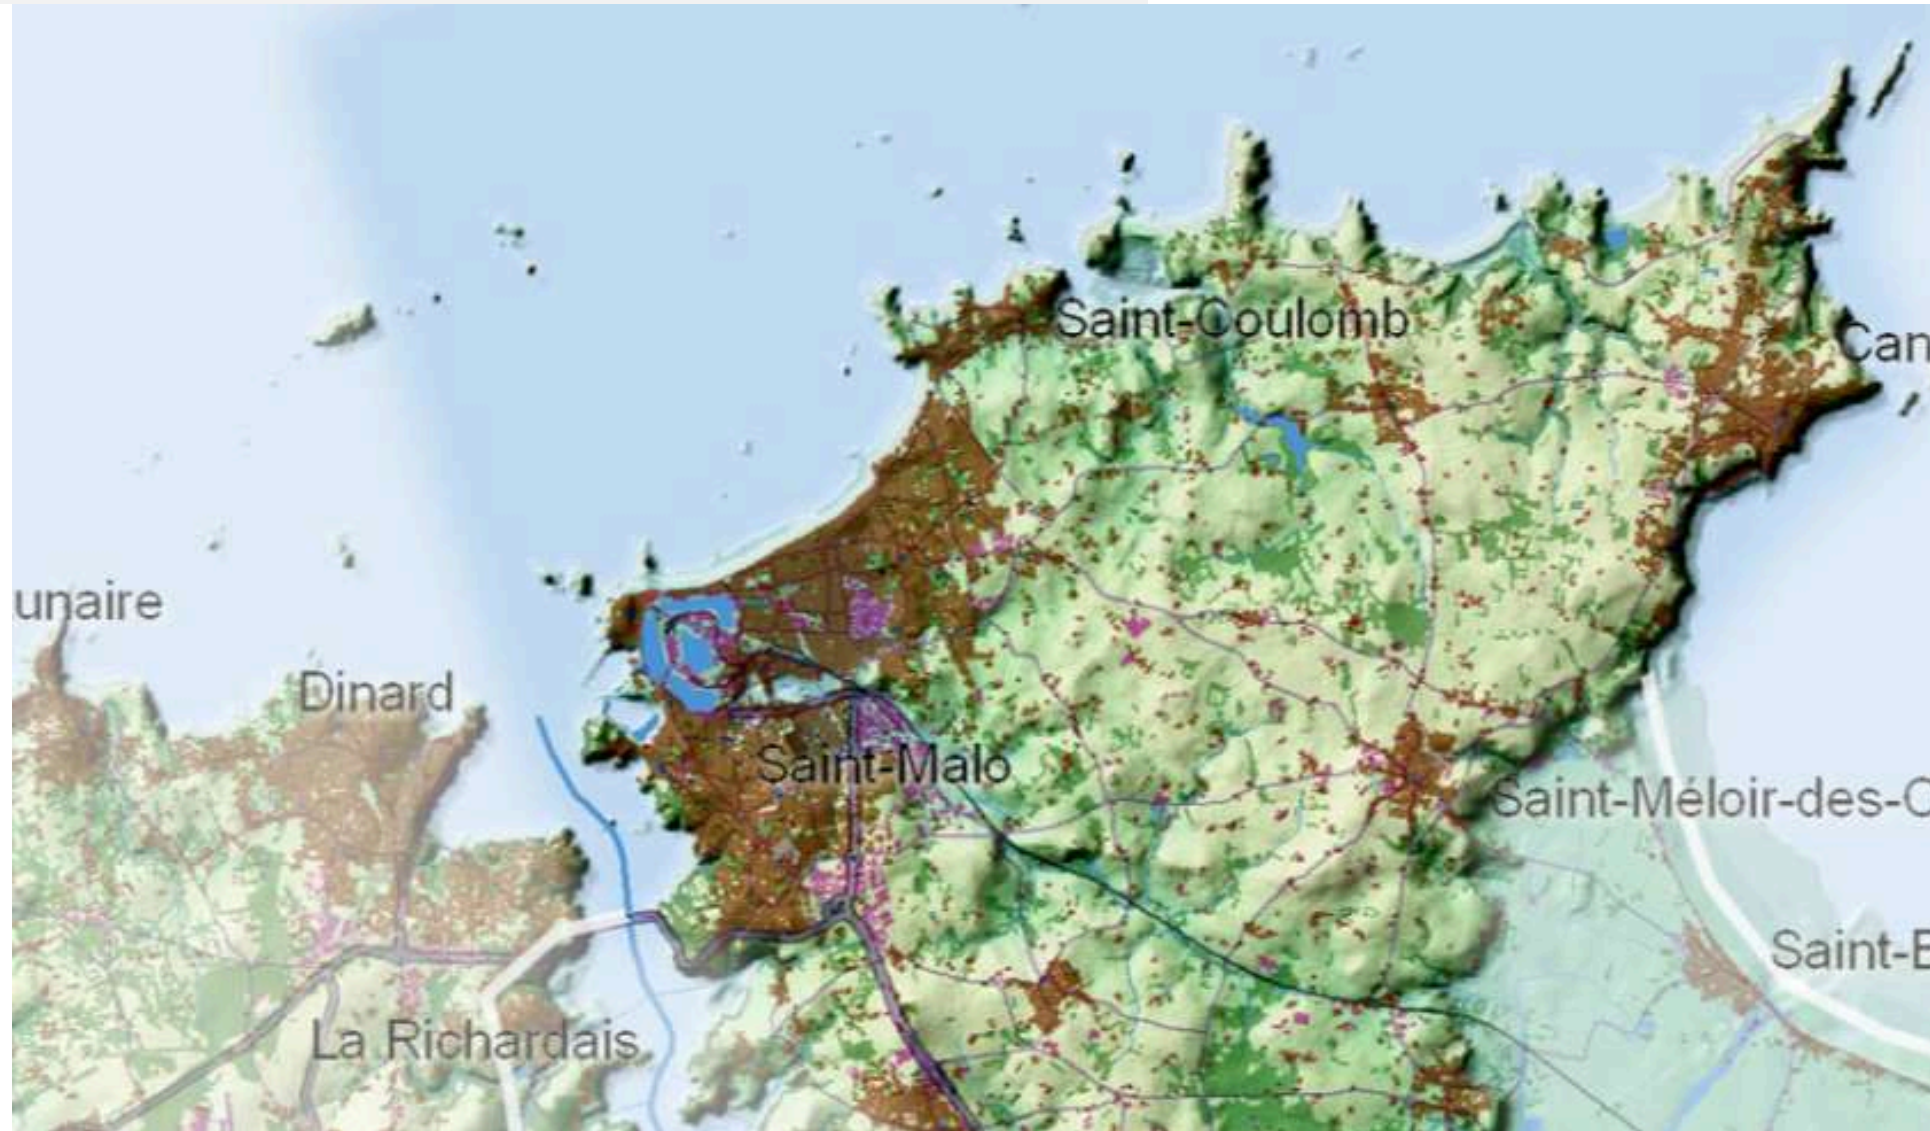 Saint-Coulomb
Can
unaire
Dinard
Saint-Malo
Saint-Méloir-des-C
Saint-B
La Richardais